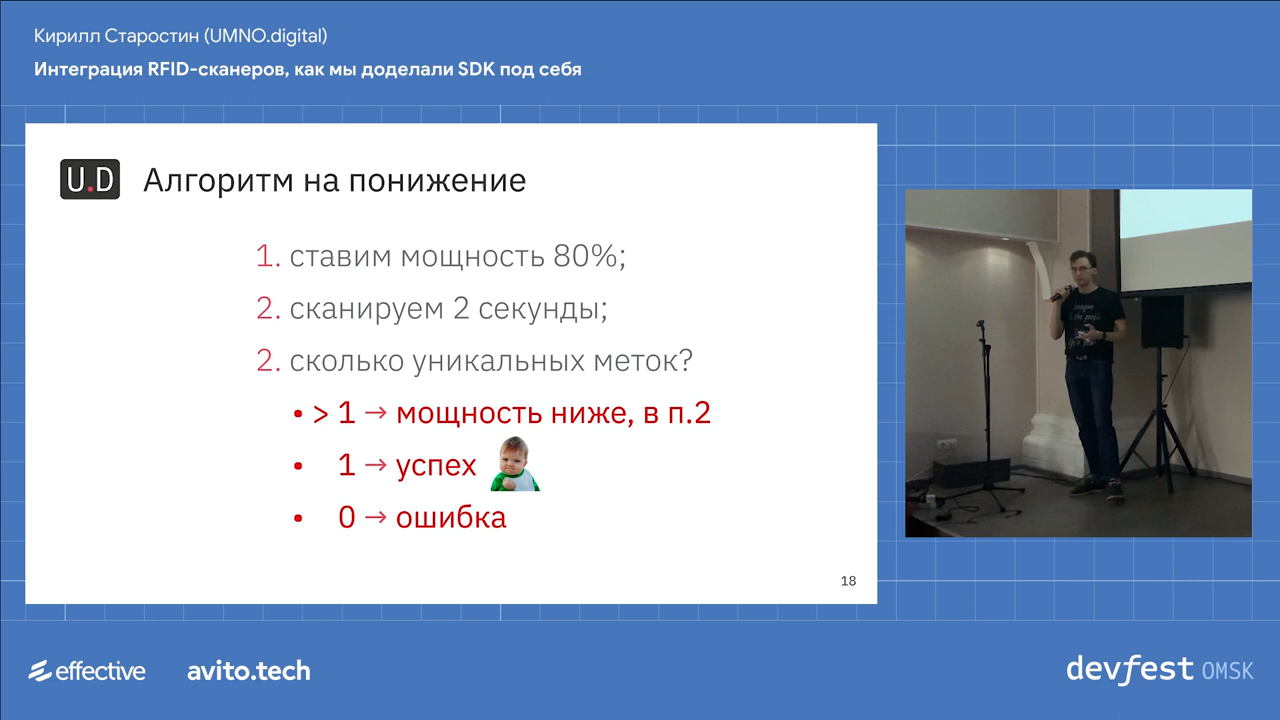 Кирилл Старостин (UMNO.digital)
Интеграция RFID-сканеров, как мы доделали SDK под себя
U.D Алгоритм на понижение
1. ставим мощность 80%;
2. сканируем 2 секунды;
2. сколько уникальных меток?
• > 1 → мощность ниже, в п.2
• 1 → успех
• 0 → ошибка
18
effective
avito.tech
devfest OMSK